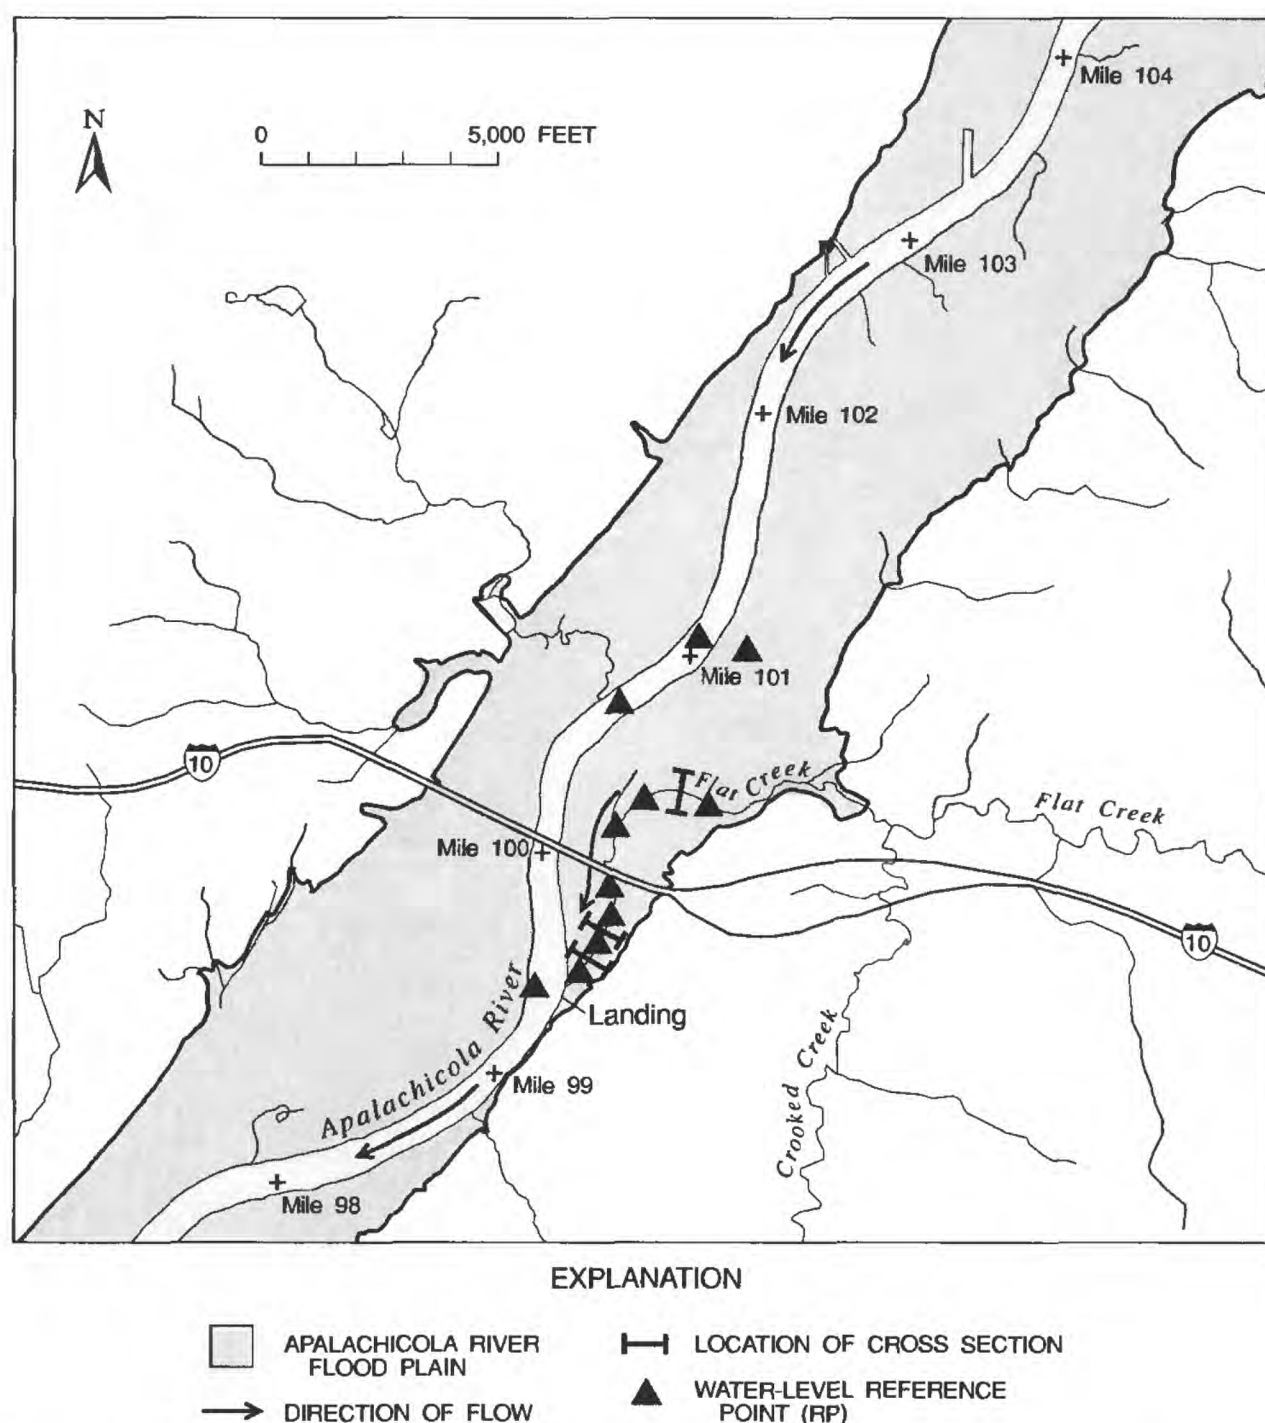 Mile 104
N
0 5,000 FEET
Mile 103
Mile 102
Mile 101
10
Flat Creek
Flat Creek
Mile 100
10
Apalachicola River
Landing
Crooked Creek
Mile 99
Mile 98
EXPLANATION
APALACHICOLA RIVER
FLOOD PLAIN
DIRECTION OF FLOW
LOCATION OF CROSS SECTION
WATER-LEVEL REFERENCE
POINT (RP)